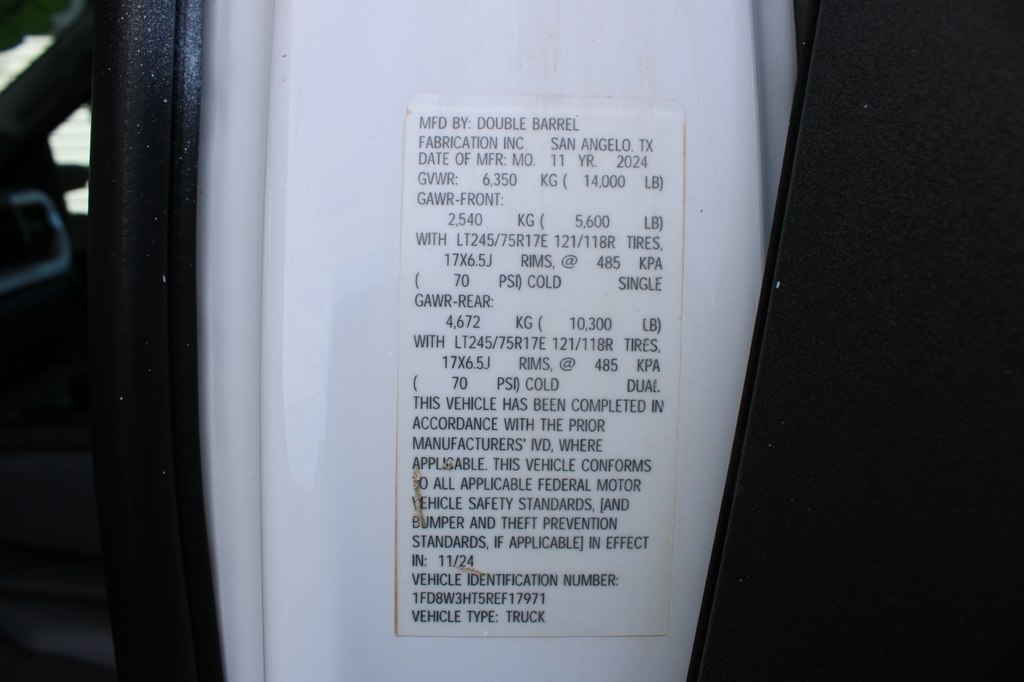 MFD BY: DOUBLE BARREL
FABRICATION INC SAN ANGELO, TX
DATE OF MFR: MO. 11 YR. 2024
GVWR: 6,350 KG ( 14,000 LB)
GAWR-FRONT:
2,540 KG ( 5,600 LB)
WITH LT245/75R17E 121/118R TIRES,
17X6.5J RIMS, @ 485 KPA
( 70 PSI) COLD SINGLE
GAWR-REAR:
4,672 KG ( 10,300 LB)
WITH LT245/75R17E 121/118R TIRES,
17X6.5J RIMS, @ 485 KPA
( 70 PSI) COLD DUAL
THIS VEHICLE HAS BEEN COMPLETED IN
ACCORDANCE WITH THE PRIOR
MANUFACTURERS' IVD, WHERE
APPLICABLE. THIS VEHICLE CONFORMS
TO ALL APPLICABLE FEDERAL MOTOR
VEHICLE SAFETY STANDARDS, [AND
BUMPER AND THEFT PREVENTION
STANDARDS, IF APPLICABLE] IN EFFECT
IN: 11/24
VEHICLE IDENTIFICATION NUMBER:
1FD8W3HT5REF17971
VEHICLE TYPE: TRUCK